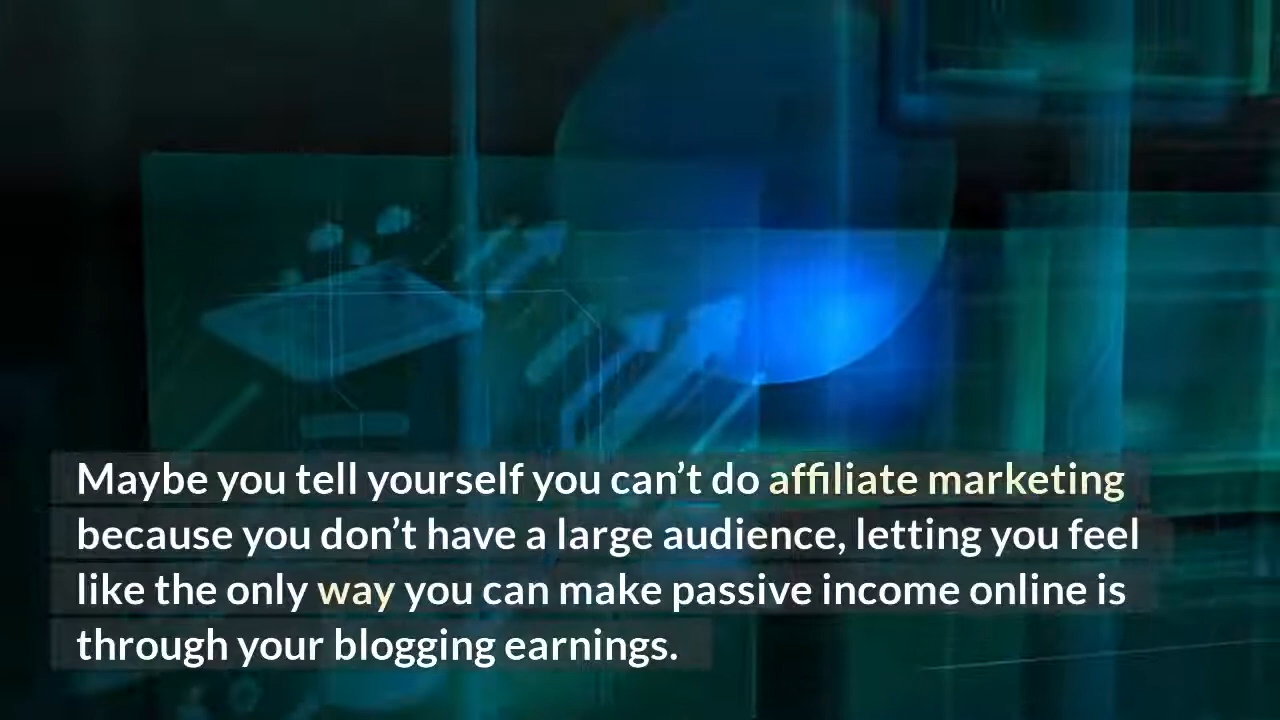 Maybe you tell yourself you can’t do affiliate marketing
because you don’t have a large audience, letting you feel
like the only way you can make passive income online is
through your blogging earnings.